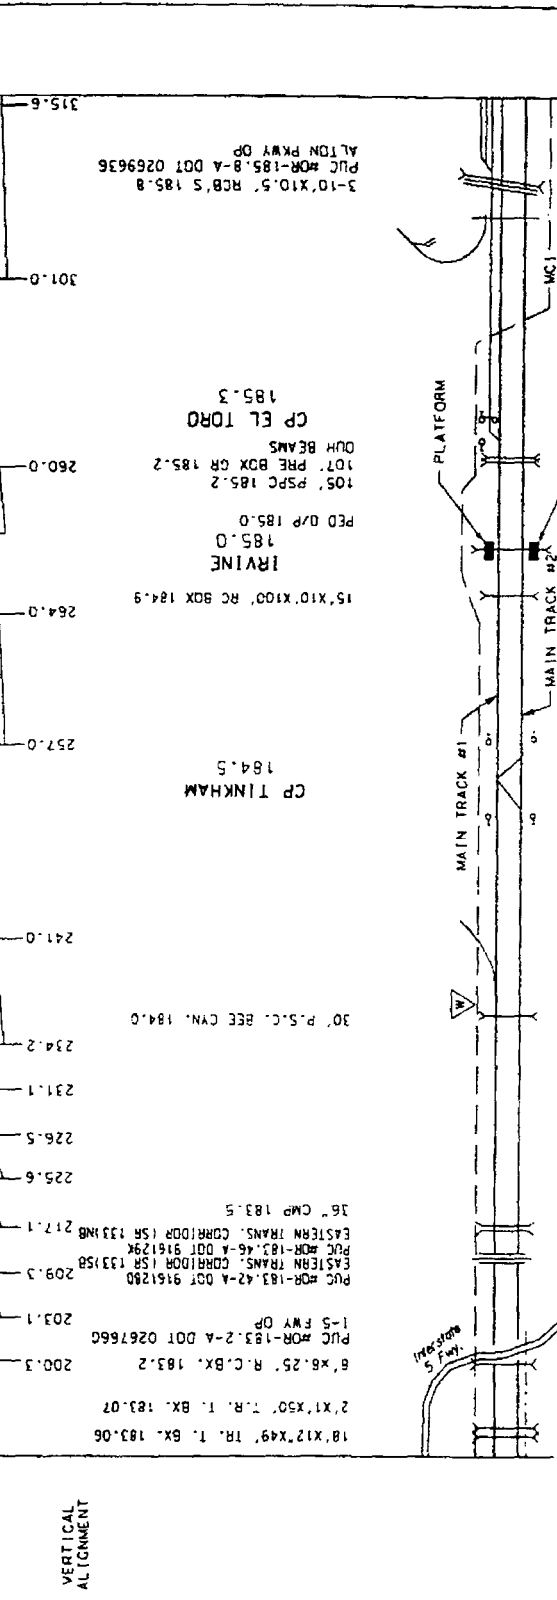 315.6
301.0
260.0
264.0
257.0
241.0
234.2
231.1
226.5
225.6
217.1
209.3
203.1
200.3
3-10'X10.5' RCB'S 185.8
PUC #OR-185.8-A DOT 026963G
ALTON PKWY OP
CP EL TORO
185.3
105' PSPC 185.2
107' PRE BOX GR 185.2
OUH BEAMS
PED O/P 185.0
IRVINE
185.0
15'X10'X100' RC BOX 184.9
CP TINKHAM
184.5
30' P.S.C. BEE CYN. 184.0
36" CMP 183.5
PUC #OR-183.46-A DOT 916129X
EASTERN TRANS. CORRIDOR (SR 133)NB
PUC #OR-183.42-A DOT 916128G
EASTERN TRANS. CORRIDOR (SR 133)SB
PUC #OR-183.2-A DOT 026766G
I-5 FWY OP
6'x6.25' R.C.BX. 183.2
2'X1'X50' T.R. T. BX. 183.07
18"X12"X49' TR. T. BX. 183.06
MC1
PLATFORM
MAIN TRACK #2
MAIN TRACK #1
W
Interstate
5 Fwy.
VERTICAL
ALIGNMENT